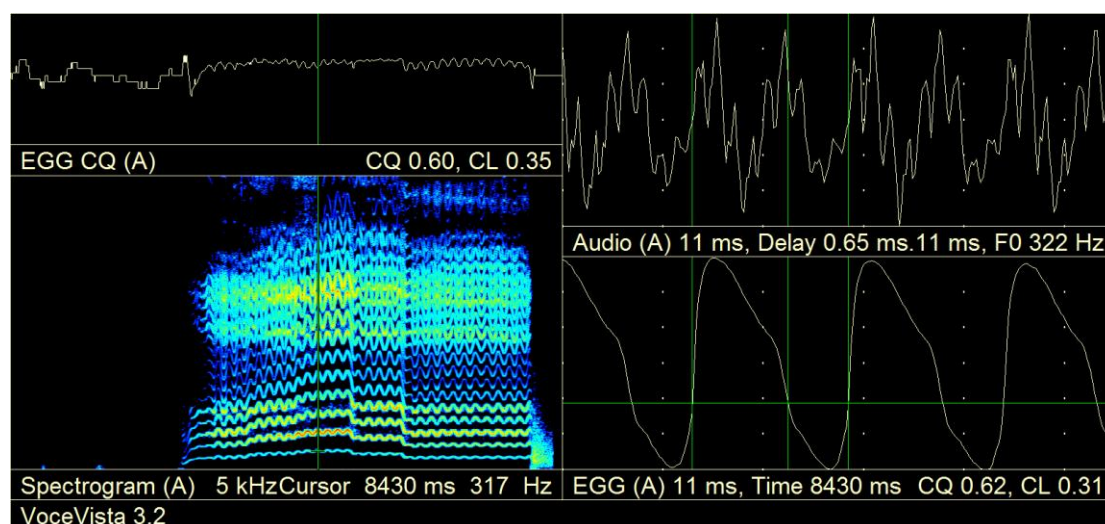 EGG CQ (A) CQ 0.60, CL 0.35
Audio (A) 11 ms, Delay 0.65 ms.11 ms, F0 322 Hz
Spectrogram (A) 5 kHzCursor 8430 ms 317 Hz
EGG (A) 11 ms, Time 8430 ms CQ 0.62, CL 0.31
VoceVista 3.2